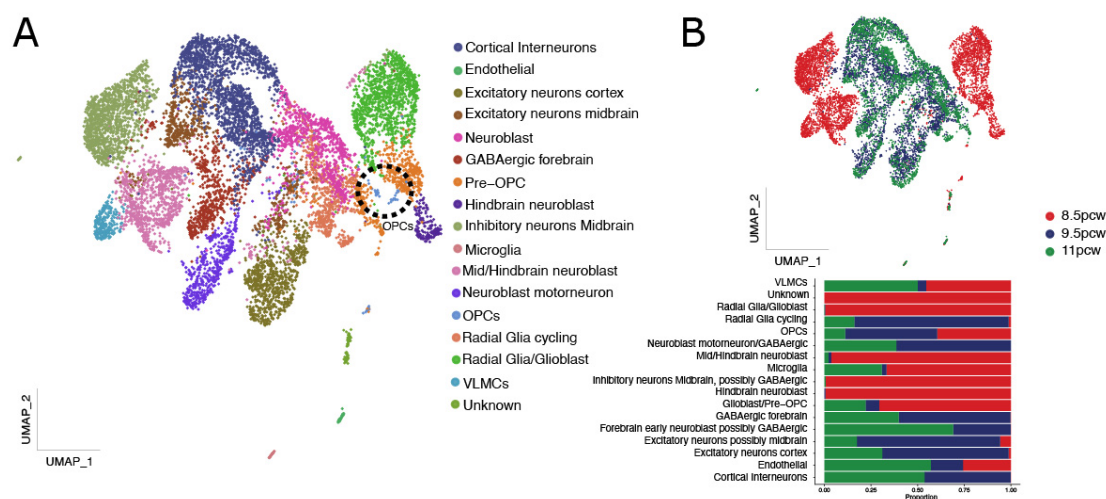 A
Cortical Interneurons
Endothelial
Excitatory neurons cortex
Excitatory neurons midbrain
Neuroblast
GABAergic forebrain
Pre-OPC
Hindbrain neuroblast
Inhibitory neurons Midbrain
Microglia
Mid/Hindbrain neuroblast
Neuroblast motorneuron
OPCs
Radial Glia cycling
Radial Glia/Glioblast
VLMCs
Unknown
OPCs
UMAP_2
UMAP_1
B
UMAP_2
UMAP_1
8.5pcw
9.5pcw
11pcw
VLMCs
Unknown
Radial Glia/Glioblast
Radial Glia cycling
OPCs
Neuroblast motorneuron/GABAergic
Mid/Hindbrain neuroblast
Microglia
Inhibitory neurons Midbrain, possibly GABAergic
Hindbrain neuroblast
Glioblast/Pre-OPC
GABAergic forebrain
Forebrain early neuroblast possibly GABAergic
Excitatory neurons possibly midbrain
Excitatory neurons cortex
Endothelial
Cortical Interneurons
0.00 0.25 0.50 0.75 1.00
Proportion